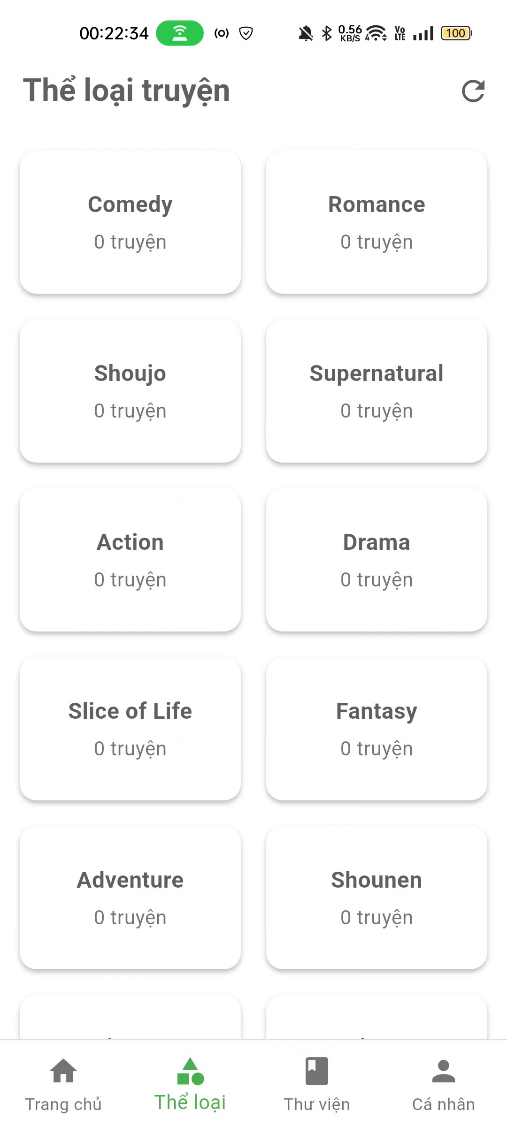 00:22:34 0.56 KB/S Vo LTE 100
Thể loại truyện
Comedy Romance
0 truyện 0 truyện
Shoujo Supernatural
0 truyện 0 truyện
Action Drama
0 truyện 0 truyện
Slice of Life Fantasy
0 truyện 0 truyện
Adventure Shounen
0 truyện 0 truyện
Trang chủ Thể loại Thư viện Cá nhân